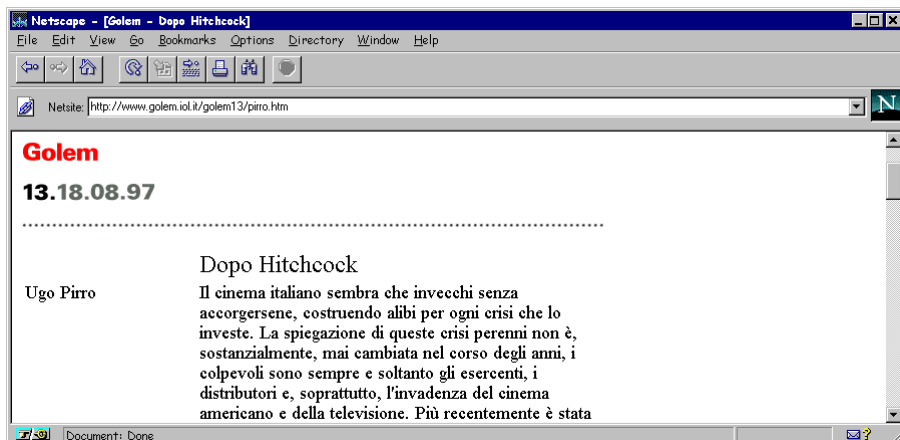 Netscape - [Golem - Dopo Hitchcock]
File Edit View Go Bookmarks Options Directory Window Help
Netsite: http://www.golem.iol.it/golem13/pirro.htm
N
Golem
13.18.08.97
Dopo Hitchcock
Ugo Pirro
Il cinema italiano sembra che invecchi senza
accorgersene, costruendo alibi per ogni crisi che lo
investe. La spiegazione di queste crisi perenni non è,
sostanzialmente, mai cambiata nel corso degli anni, i
colpevoli sono sempre e soltanto gli esercenti, i
distributori e, soprattutto, l'invadenza del cinema
americano e della televisione. Più recentemente è stata
Document: Done